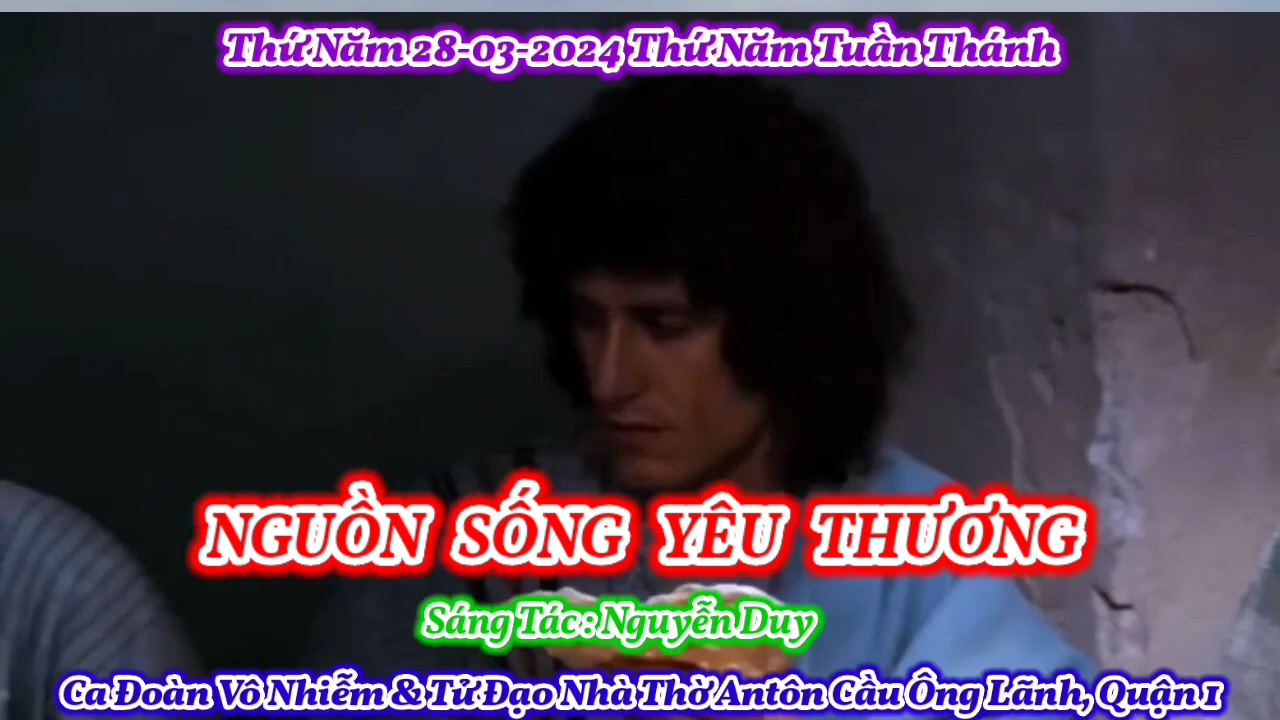 Thứ Năm 28-03-2024 Thứ Năm Tuần Thánh
NGUỒN SỐNG YÊU THƯƠNG
Sáng Tác : Nguyễn Duy
Ca Đoàn Vô Nhiễm & Tử Đạo Nhà Thờ Antôn Cầu Ông Lãnh, Quận 1